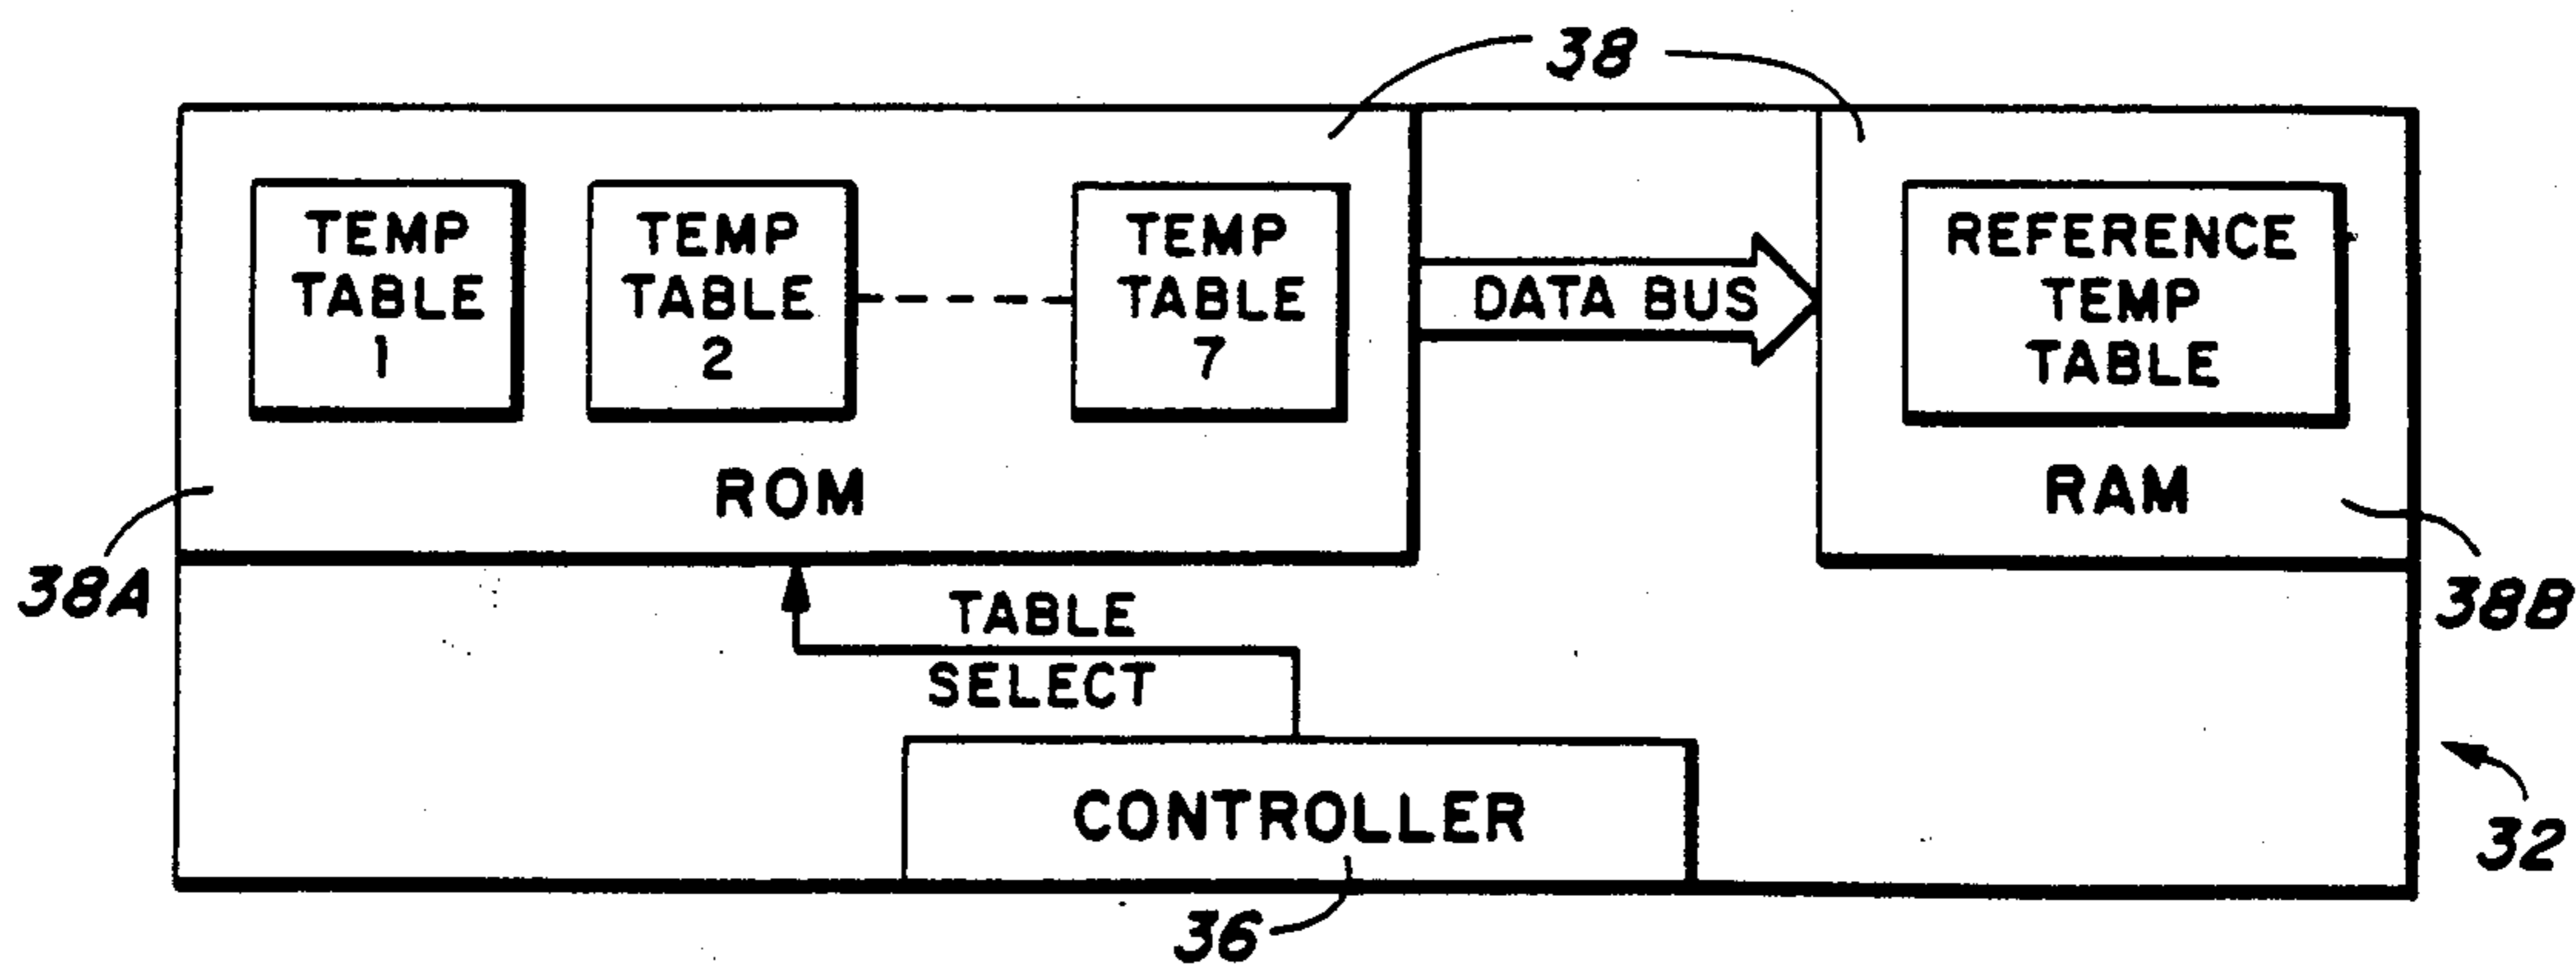 38
TEMP
TABLE
1
TEMP
TABLE
2
TEMP
TABLE
7
DATA BUS
REFERENCE
TEMP
TABLE
ROM
RAM
38A
38B
TABLE
SELECT
CONTROLLER
32
36